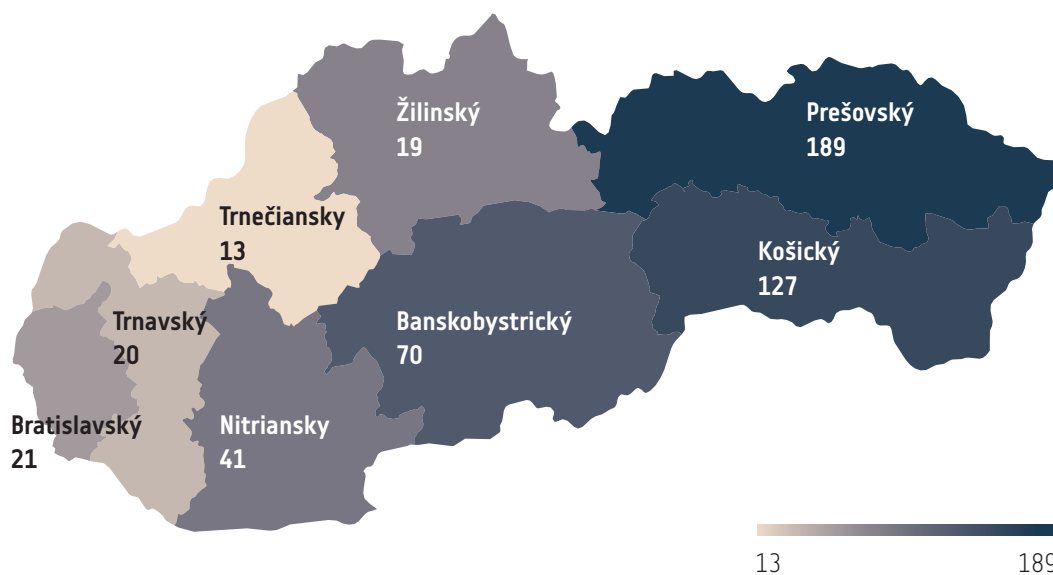 Žilinský
19
Prešovský
189
Trnečiansky
13
Košický
127
Trnavský
20
Banskobystrický
70
Bratislavský
21
Nitriansky
41
13
189